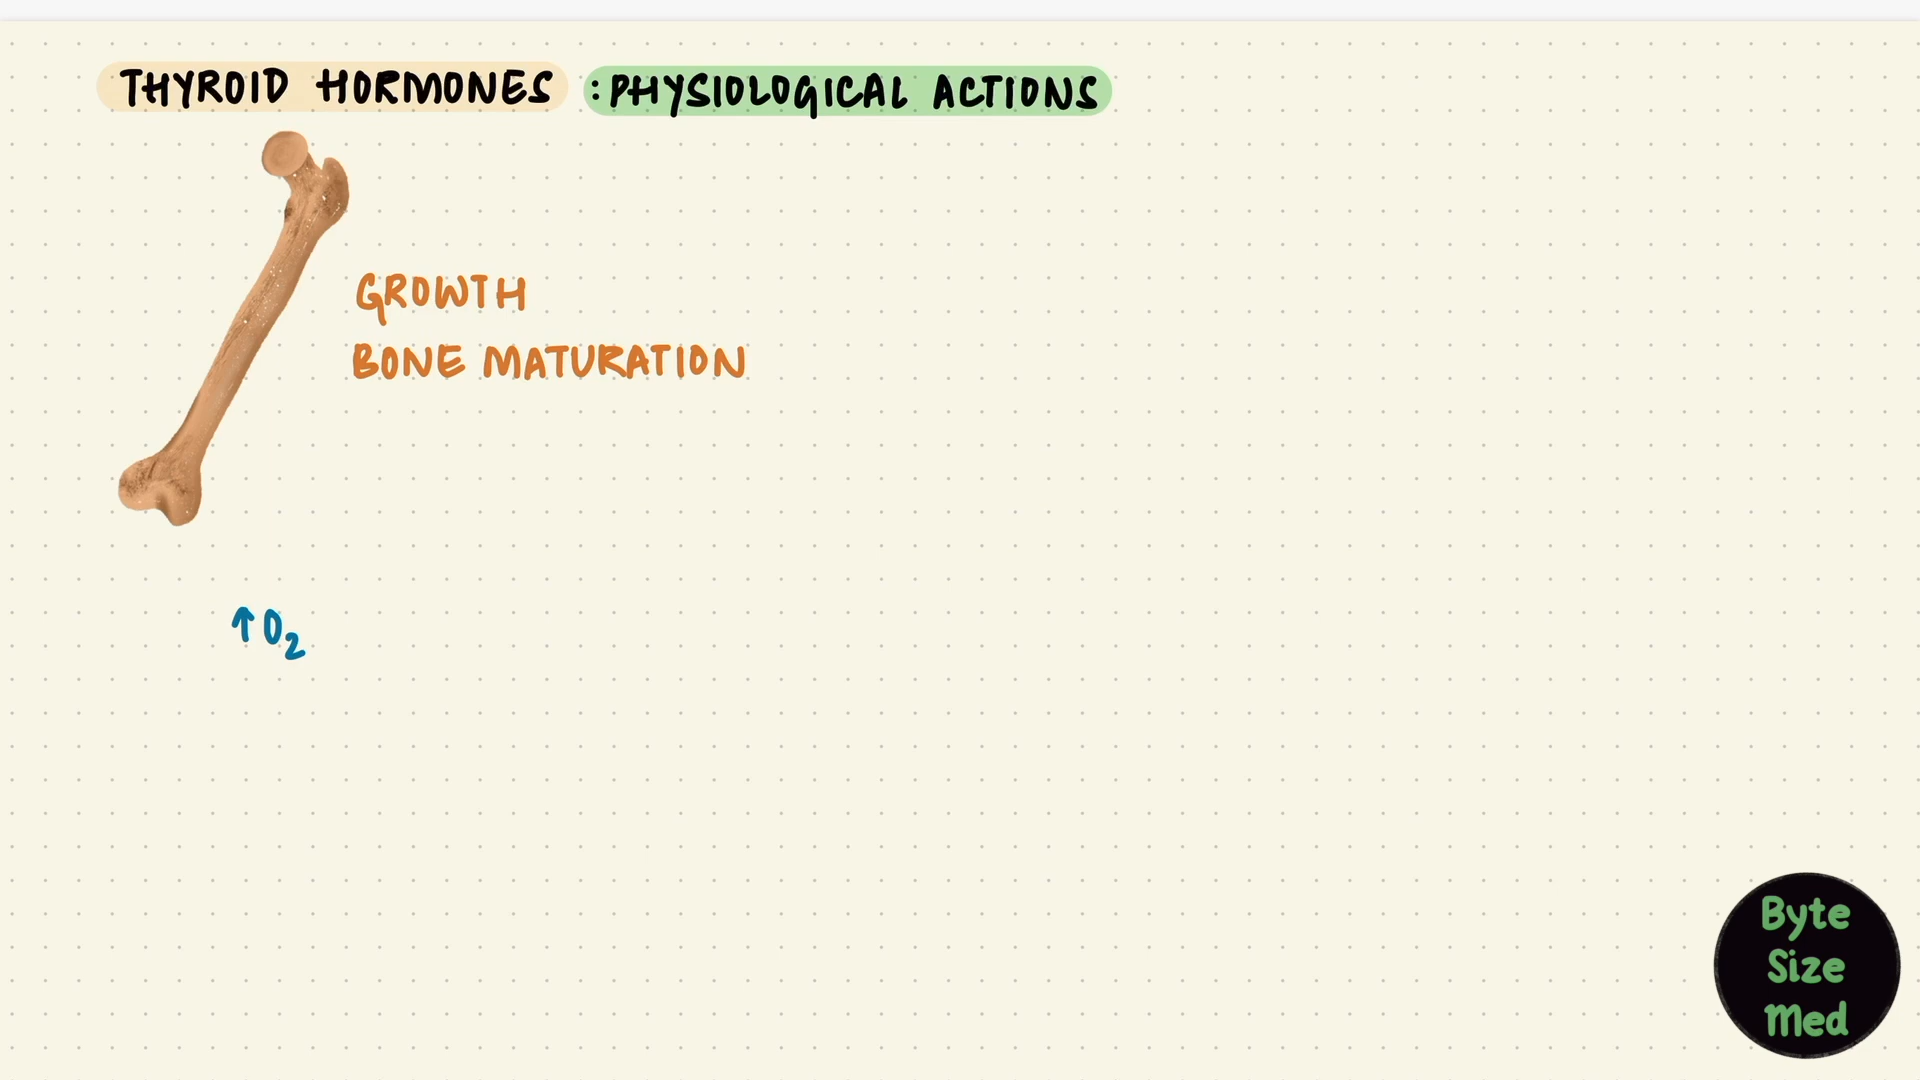 THYROID HORMONES : PHYSIOLOGICAL ACTIONS
GROWTH
BONE MATURATION
↑O₂
Byte
Size
Med